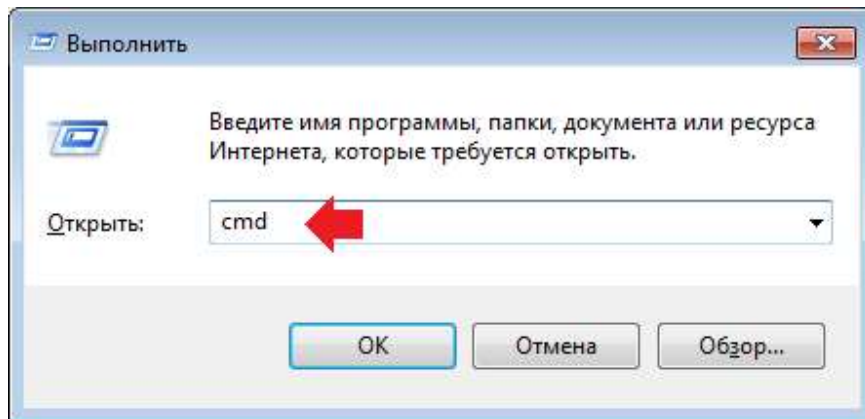 Выполнить
Введите имя программы, папки, документа или ресурса
Интернета, которые требуется открыть.
Открыть:
cmd
OK
Отмена
Обзор...